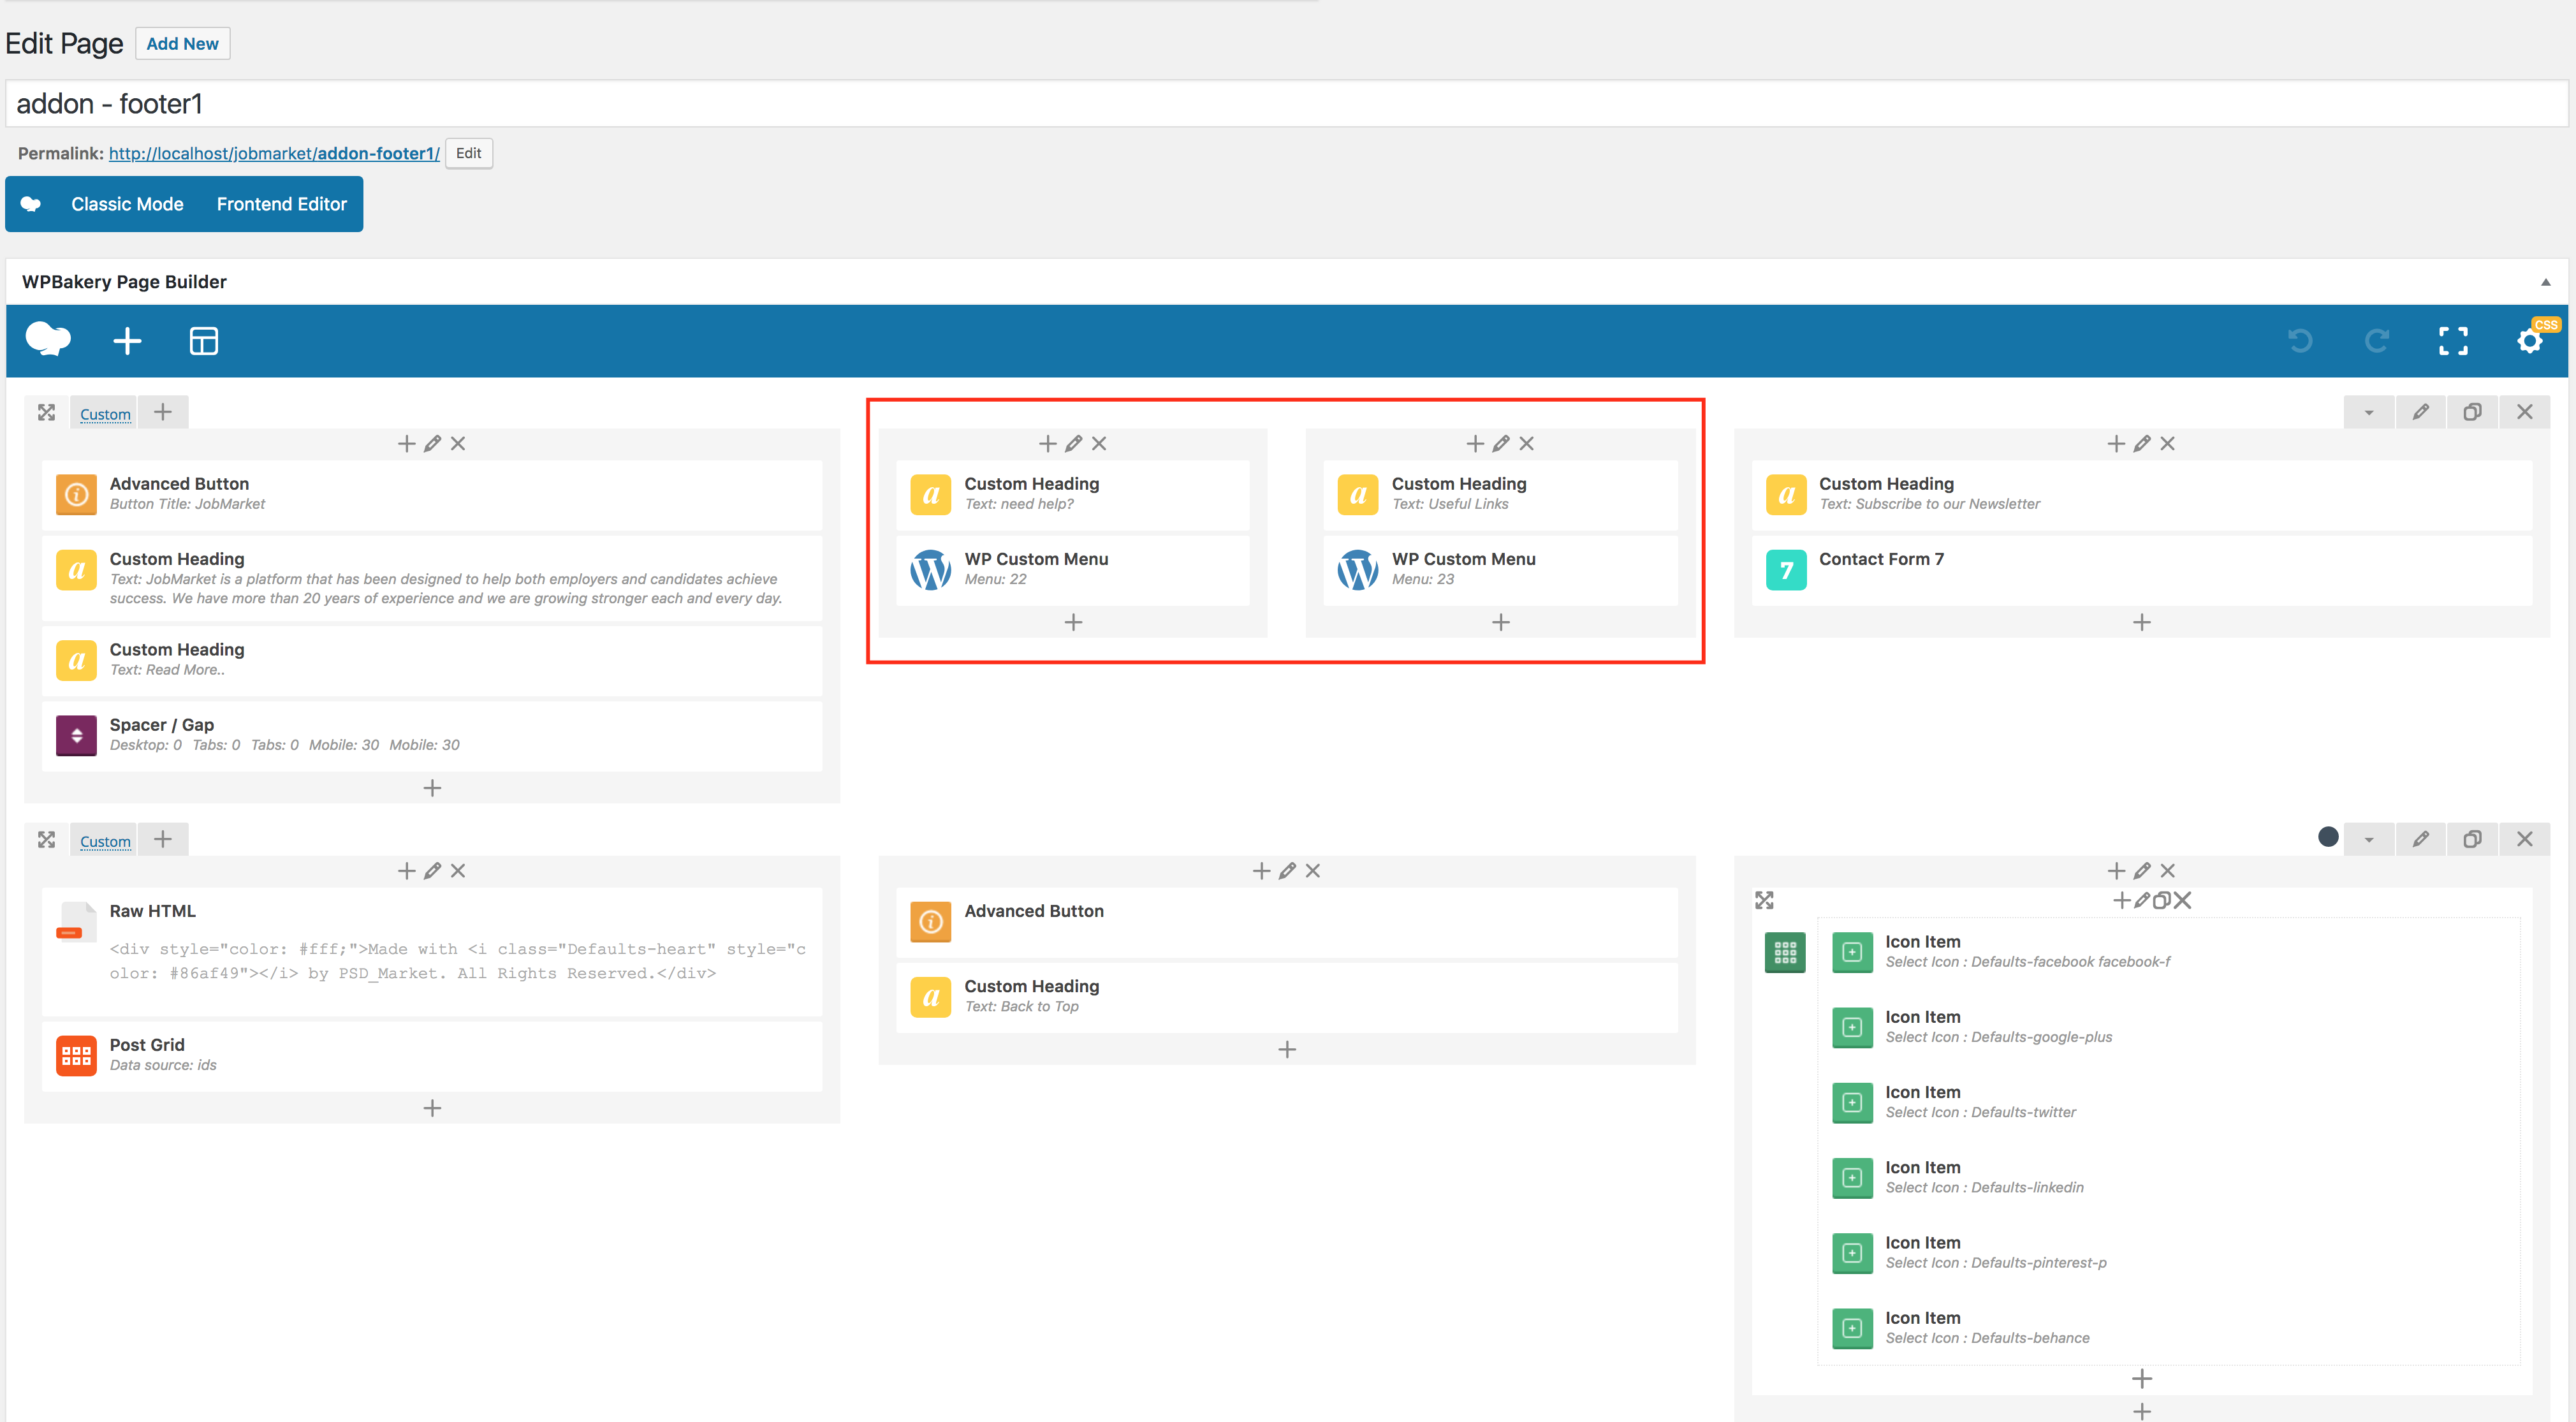 Edit Page Add New
addon - footer1
Permalink: http://localhost/jobmarket/addon-footer1/ Edit
Classic Mode Frontend Editor
WPBakery Page Builder
CSS
Custom
Advanced Button
Button Title: JobMarket
Custom Heading
Text: JobMarket is a platform that has been designed to help both employers and candidates achieve
success. We have more than 20 years of experience and we are growing stronger each and every day.
Custom Heading
Text: Read More..
Spacer / Gap
Desktop: 0 Tabs: 0 Tabs: 0 Mobile: 30 Mobile: 30
Custom Heading
Text: need help?
WP Custom Menu
Menu: 22
Custom Heading
Text: Useful Links
WP Custom Menu
Menu: 23
Custom Heading
Text: Subscribe to our Newsletter
7
Contact Form 7
Custom
Raw HTML
<div style="color: #fff;">Made with <i class="Defaults-heart" style="c
olor: #86af49"></i> by PSD_Market. All Rights Reserved.</div>
Post Grid
Data source: ids
Advanced Button
Custom Heading
Text: Back to Top
Icon Item
Select Icon : Defaults-facebook facebook-f
Icon Item
Select Icon : Defaults-google-plus
Icon Item
Select Icon : Defaults-twitter
Icon Item
Select Icon : Defaults-linkedin
Icon Item
Select Icon : Defaults-pinterest-p
Icon Item
Select Icon : Defaults-behance